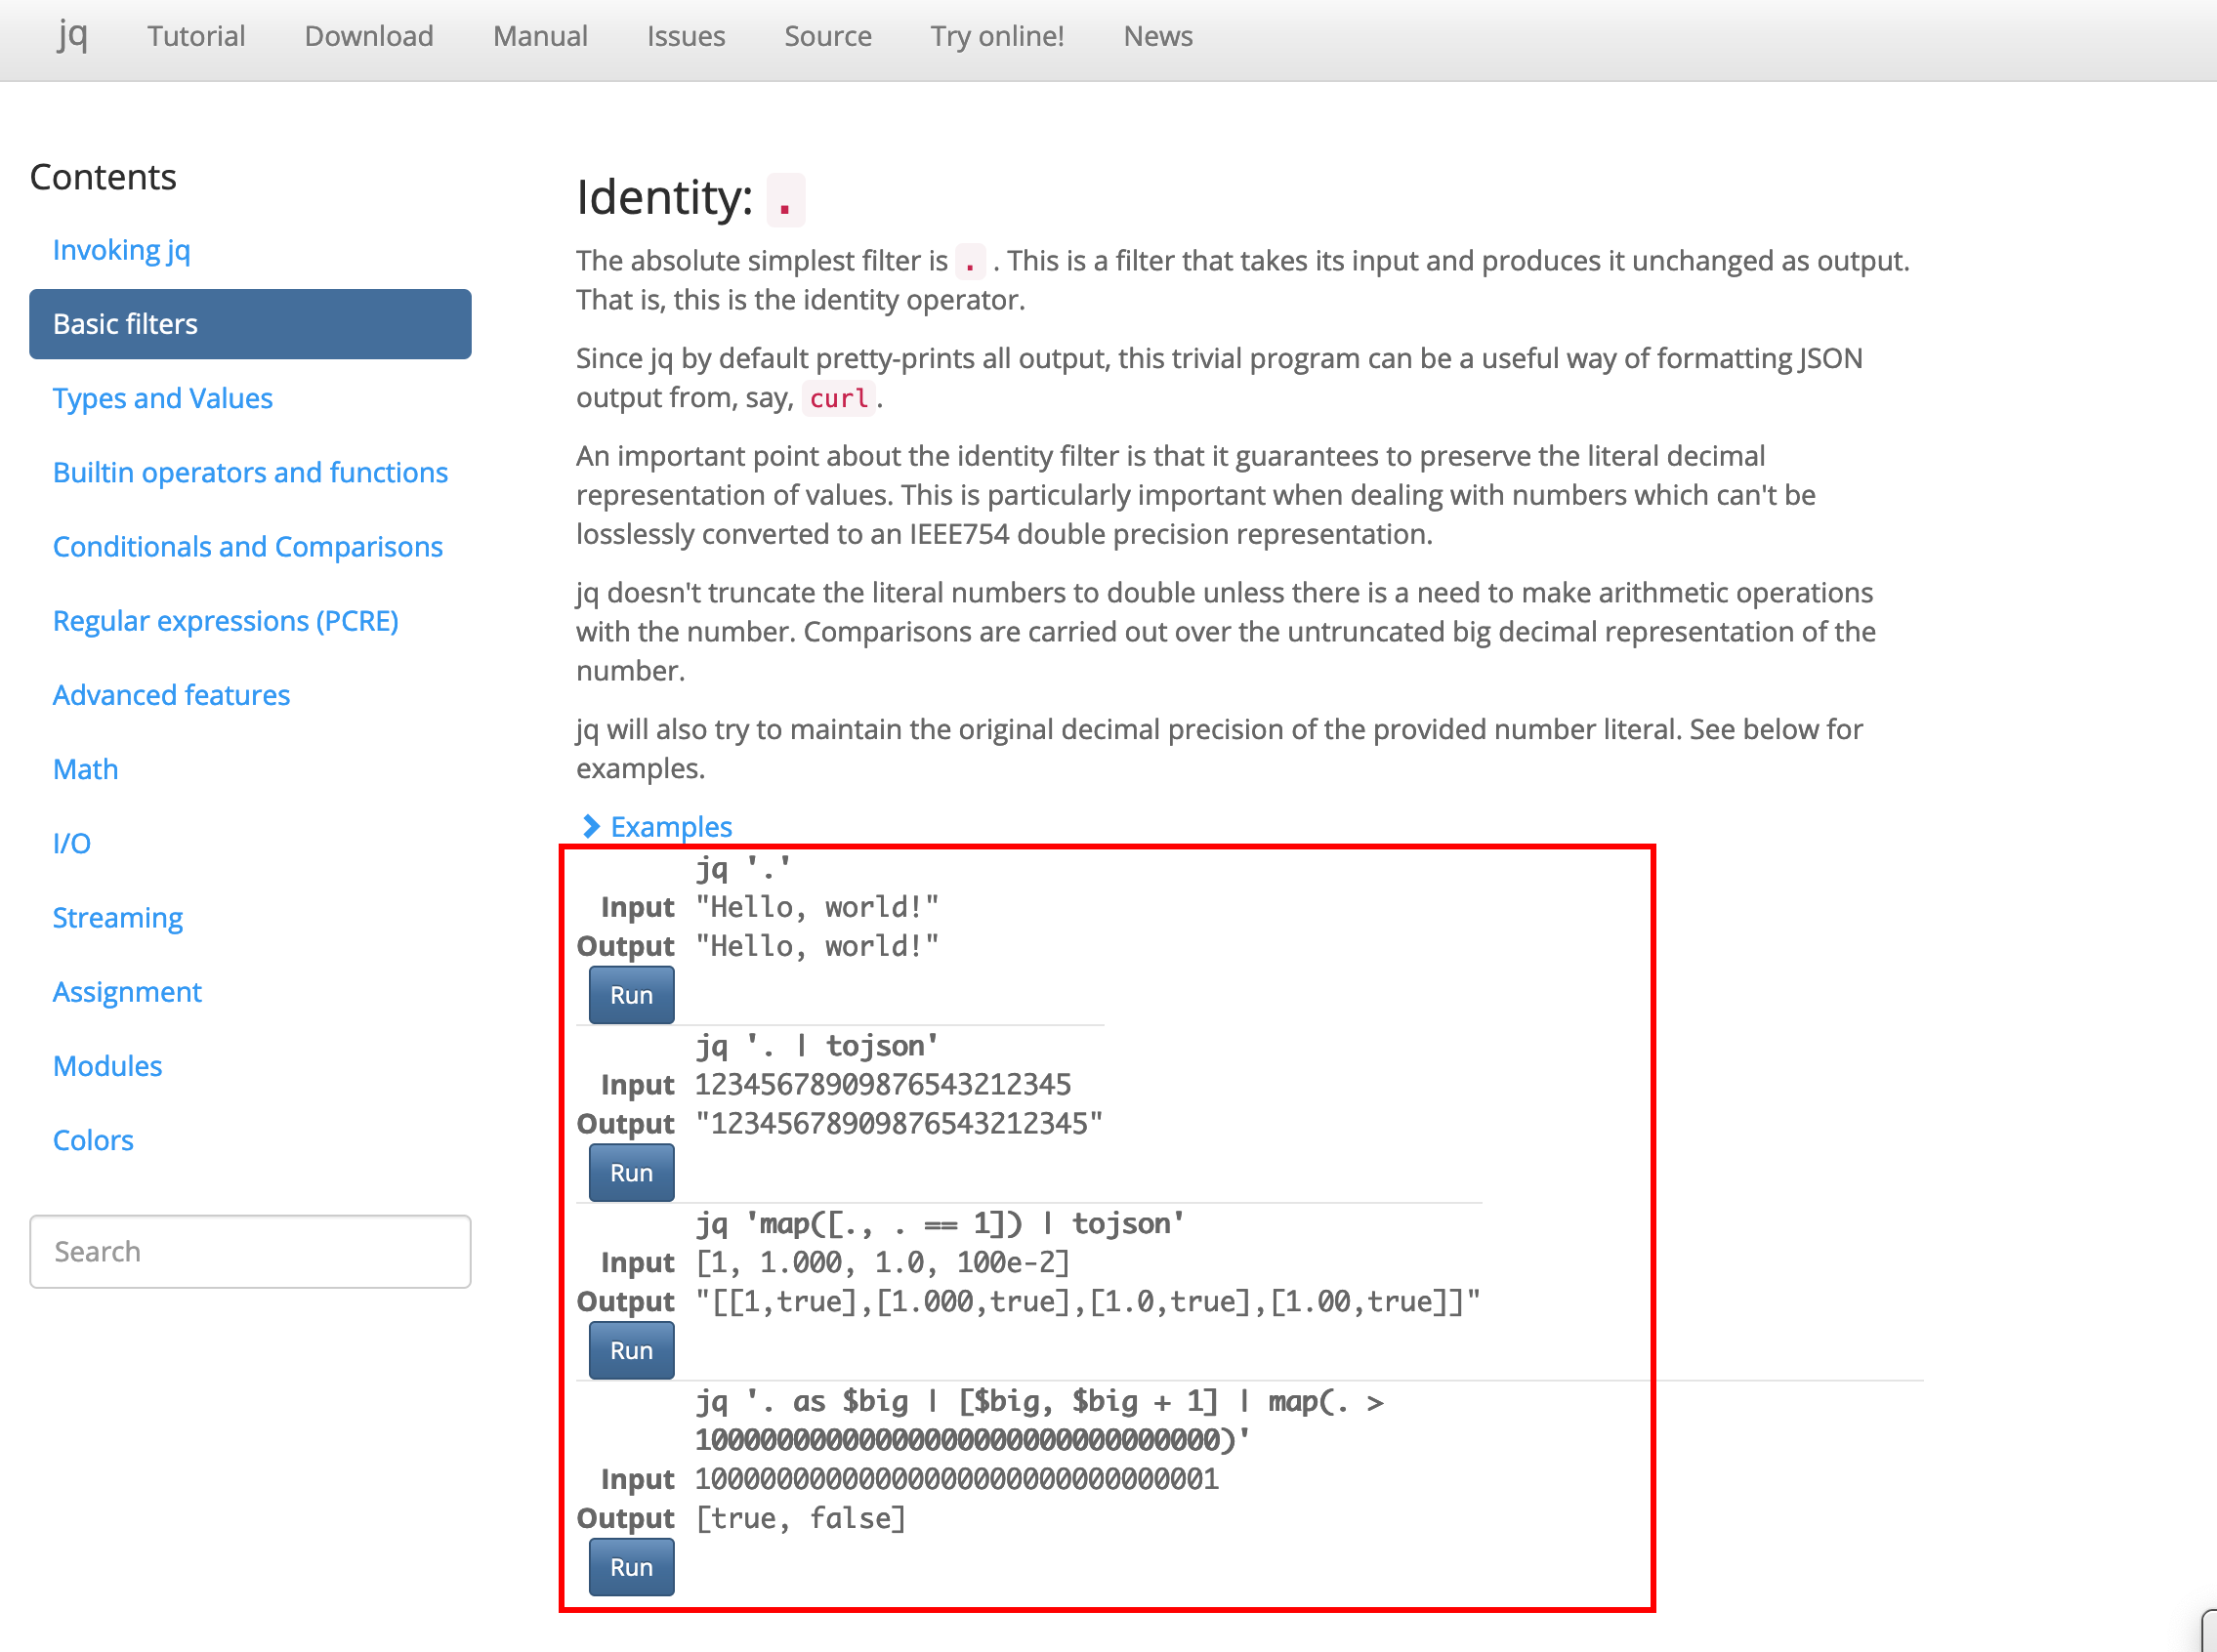 jq Tutorial Download Manual Issues Source Try online! News
Contents
Invoking jq
Basic filters
Types and Values
Builtin operators and functions
Conditionals and Comparisons
Regular expressions (PCRE)
Advanced features
Math
I/O
Streaming
Assignment
Modules
Colors
Search
Identity: .
The absolute simplest filter is . . This is a filter that takes its input and produces it unchanged as output.
That is, this is the identity operator.
Since jq by default pretty-prints all output, this trivial program can be a useful way of formatting JSON
output from, say, curl.
An important point about the identity filter is that it guarantees to preserve the literal decimal
representation of values. This is particularly important when dealing with numbers which can't be
losslessly converted to an IEEE754 double precision representation.
jq doesn't truncate the literal numbers to double unless there is a need to make arithmetic operations
with the number. Comparisons are carried out over the untruncated big decimal representation of the
number.
jq will also try to maintain the original decimal precision of the provided number literal. See below for
examples.
Examples
jq '.'
Input "Hello, world!"
Output "Hello, world!"
Run
jq '. | tojson'
Input 12345678909876543212345
Output "12345678909876543212345"
Run
jq 'map([., . == 1]) | tojson'
Input [1, 1.000, 1.0, 100e-2]
Output "[[1,true],[1.000,true],[1.0,true],[1.00,true]]"
Run
jq '. as $big | [$big, $big + 1] | map(. >
10000000000000000000000000000000)'
Input 10000000000000000000000000000001
Output [true, false]
Run